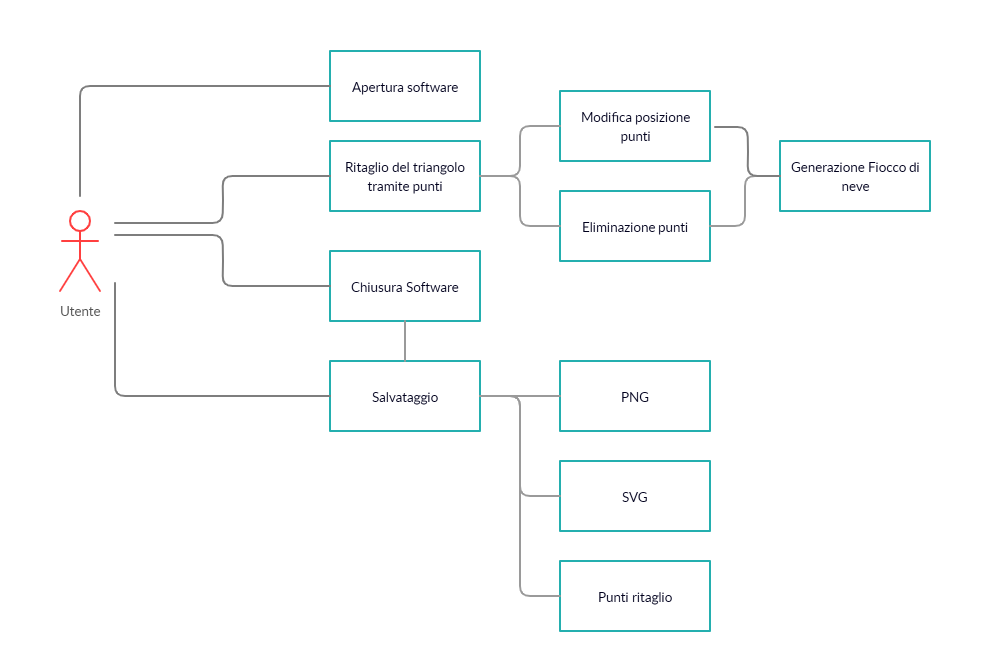 Apertura software
Ritaglio del triangolo
tramite punti
Modifica posizione
punti
Eliminazione punti
Generazione Fiocco di
neve
Utente
Chiusura Software
Salvataggio
PNG
SVG
Punti ritaglio